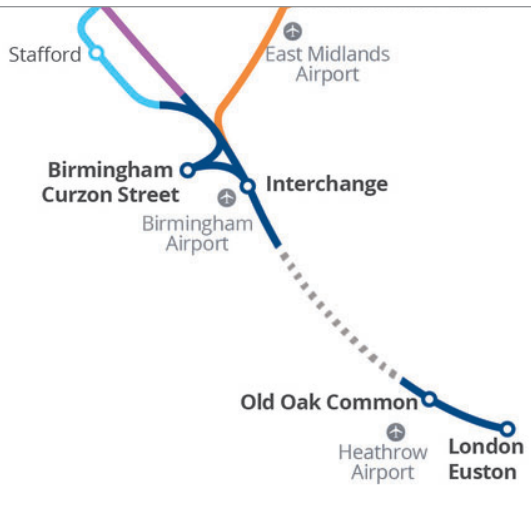 Stafford
East Midlands
Airport
Birmingham
Curzon Street
Interchange
Birmingham
Airport
Old Oak Common
Heathrow
Airport
London
Euston